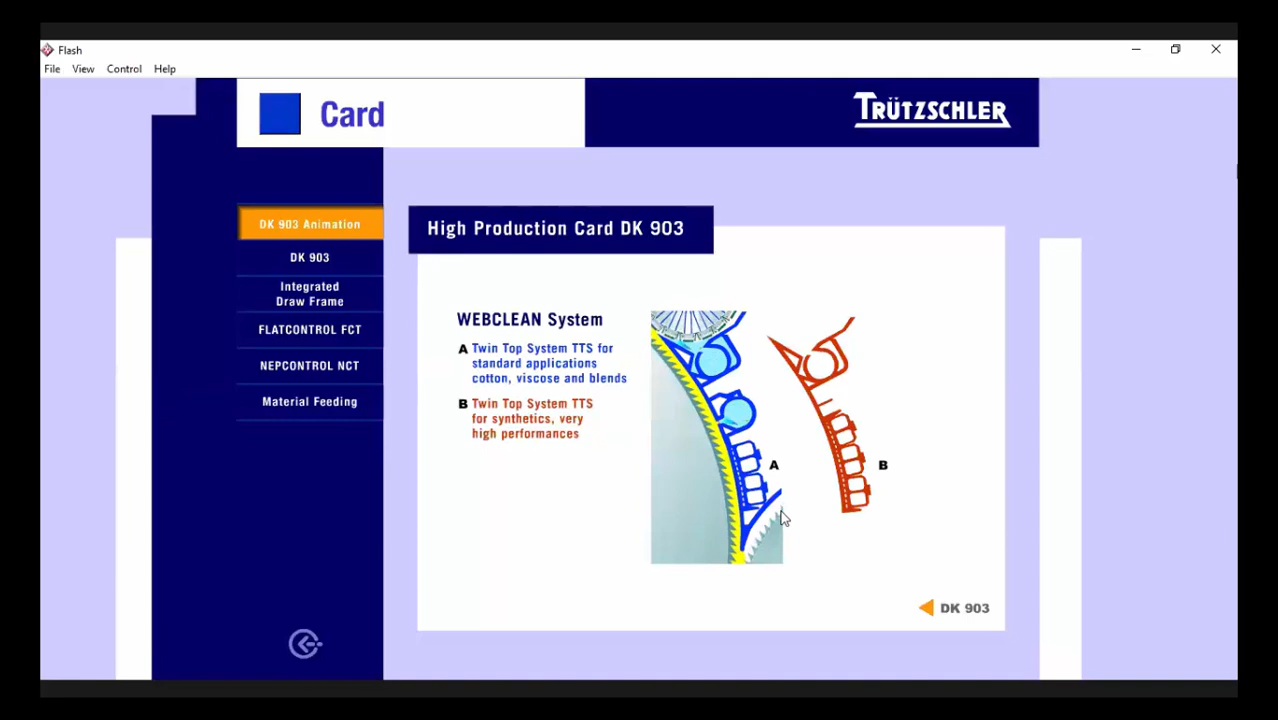 Flash
File View Control Help
Card
TRÜTZSCHLER
DK 903 Animation
DK 903
Integrated
Draw Frame
FLATCONTROL FCT
NEPCONTROL NCT
Material Feeding
High Production Card DK 903
WEBCLEAN System
A Twin Top System TTS for
standard applications
cotton, viscose and blends
B Twin Top System TTS
for synthetics, very
high performances
A
B
DK 903